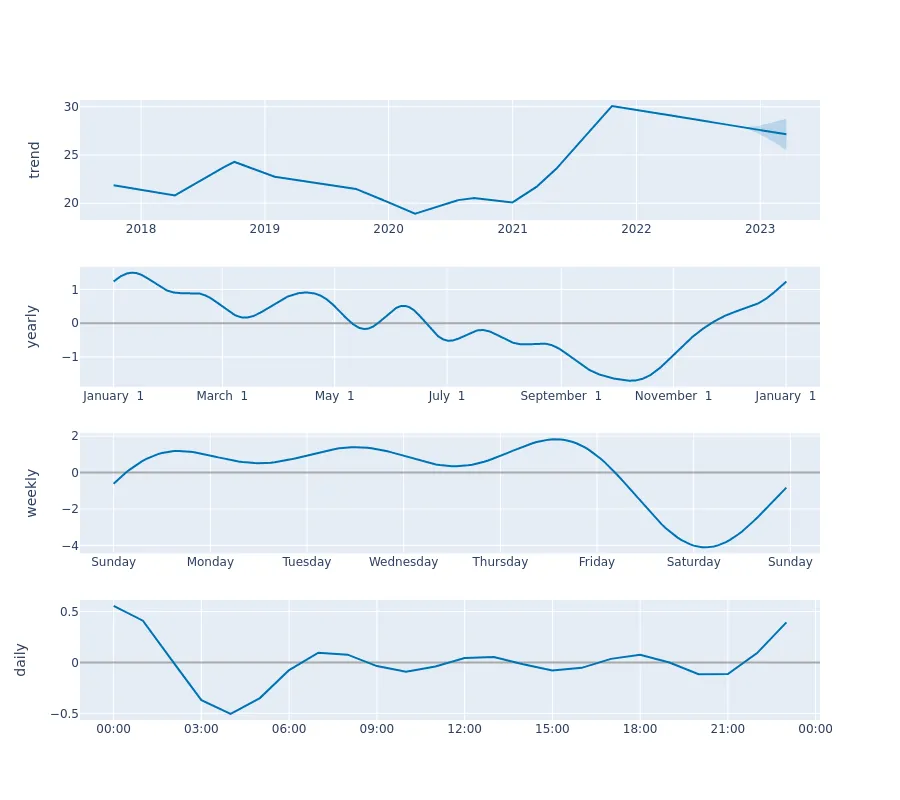 trend
30
25
20
2018 2019 2020 2021 2022 2023
yearly
1
0
−1
January 1 March 1 May 1 July 1 September 1 November 1 January 1
weekly
2
0
−2
−4
Sunday Monday Tuesday Wednesday Thursday Friday Saturday Sunday
daily
0.5
0
−0.5
00:00 03:00 06:00 09:00 12:00 15:00 18:00 21:00 00:00